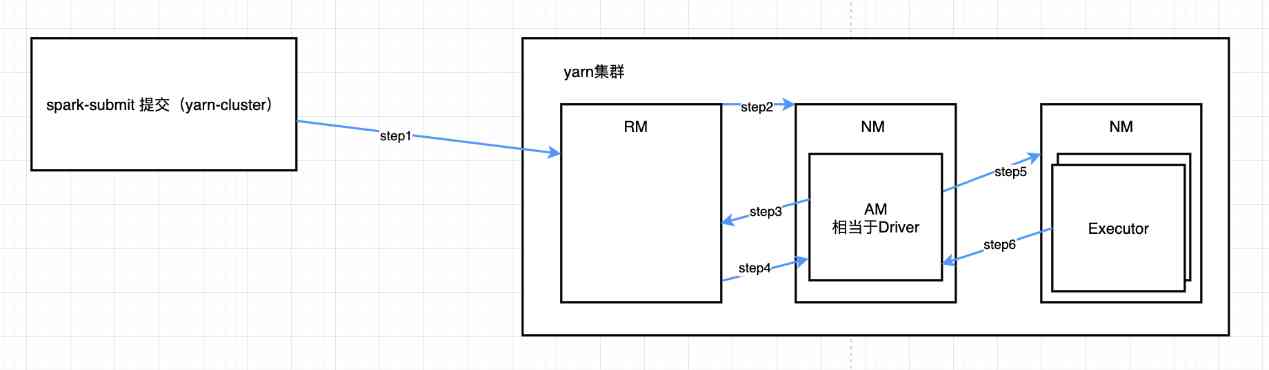 yarn集群
spark-submit 提交（yarn-cluster）
step1
RM
step2
NM
NM
step3
AM
相当于Driver
step4
step5
step6
Executor